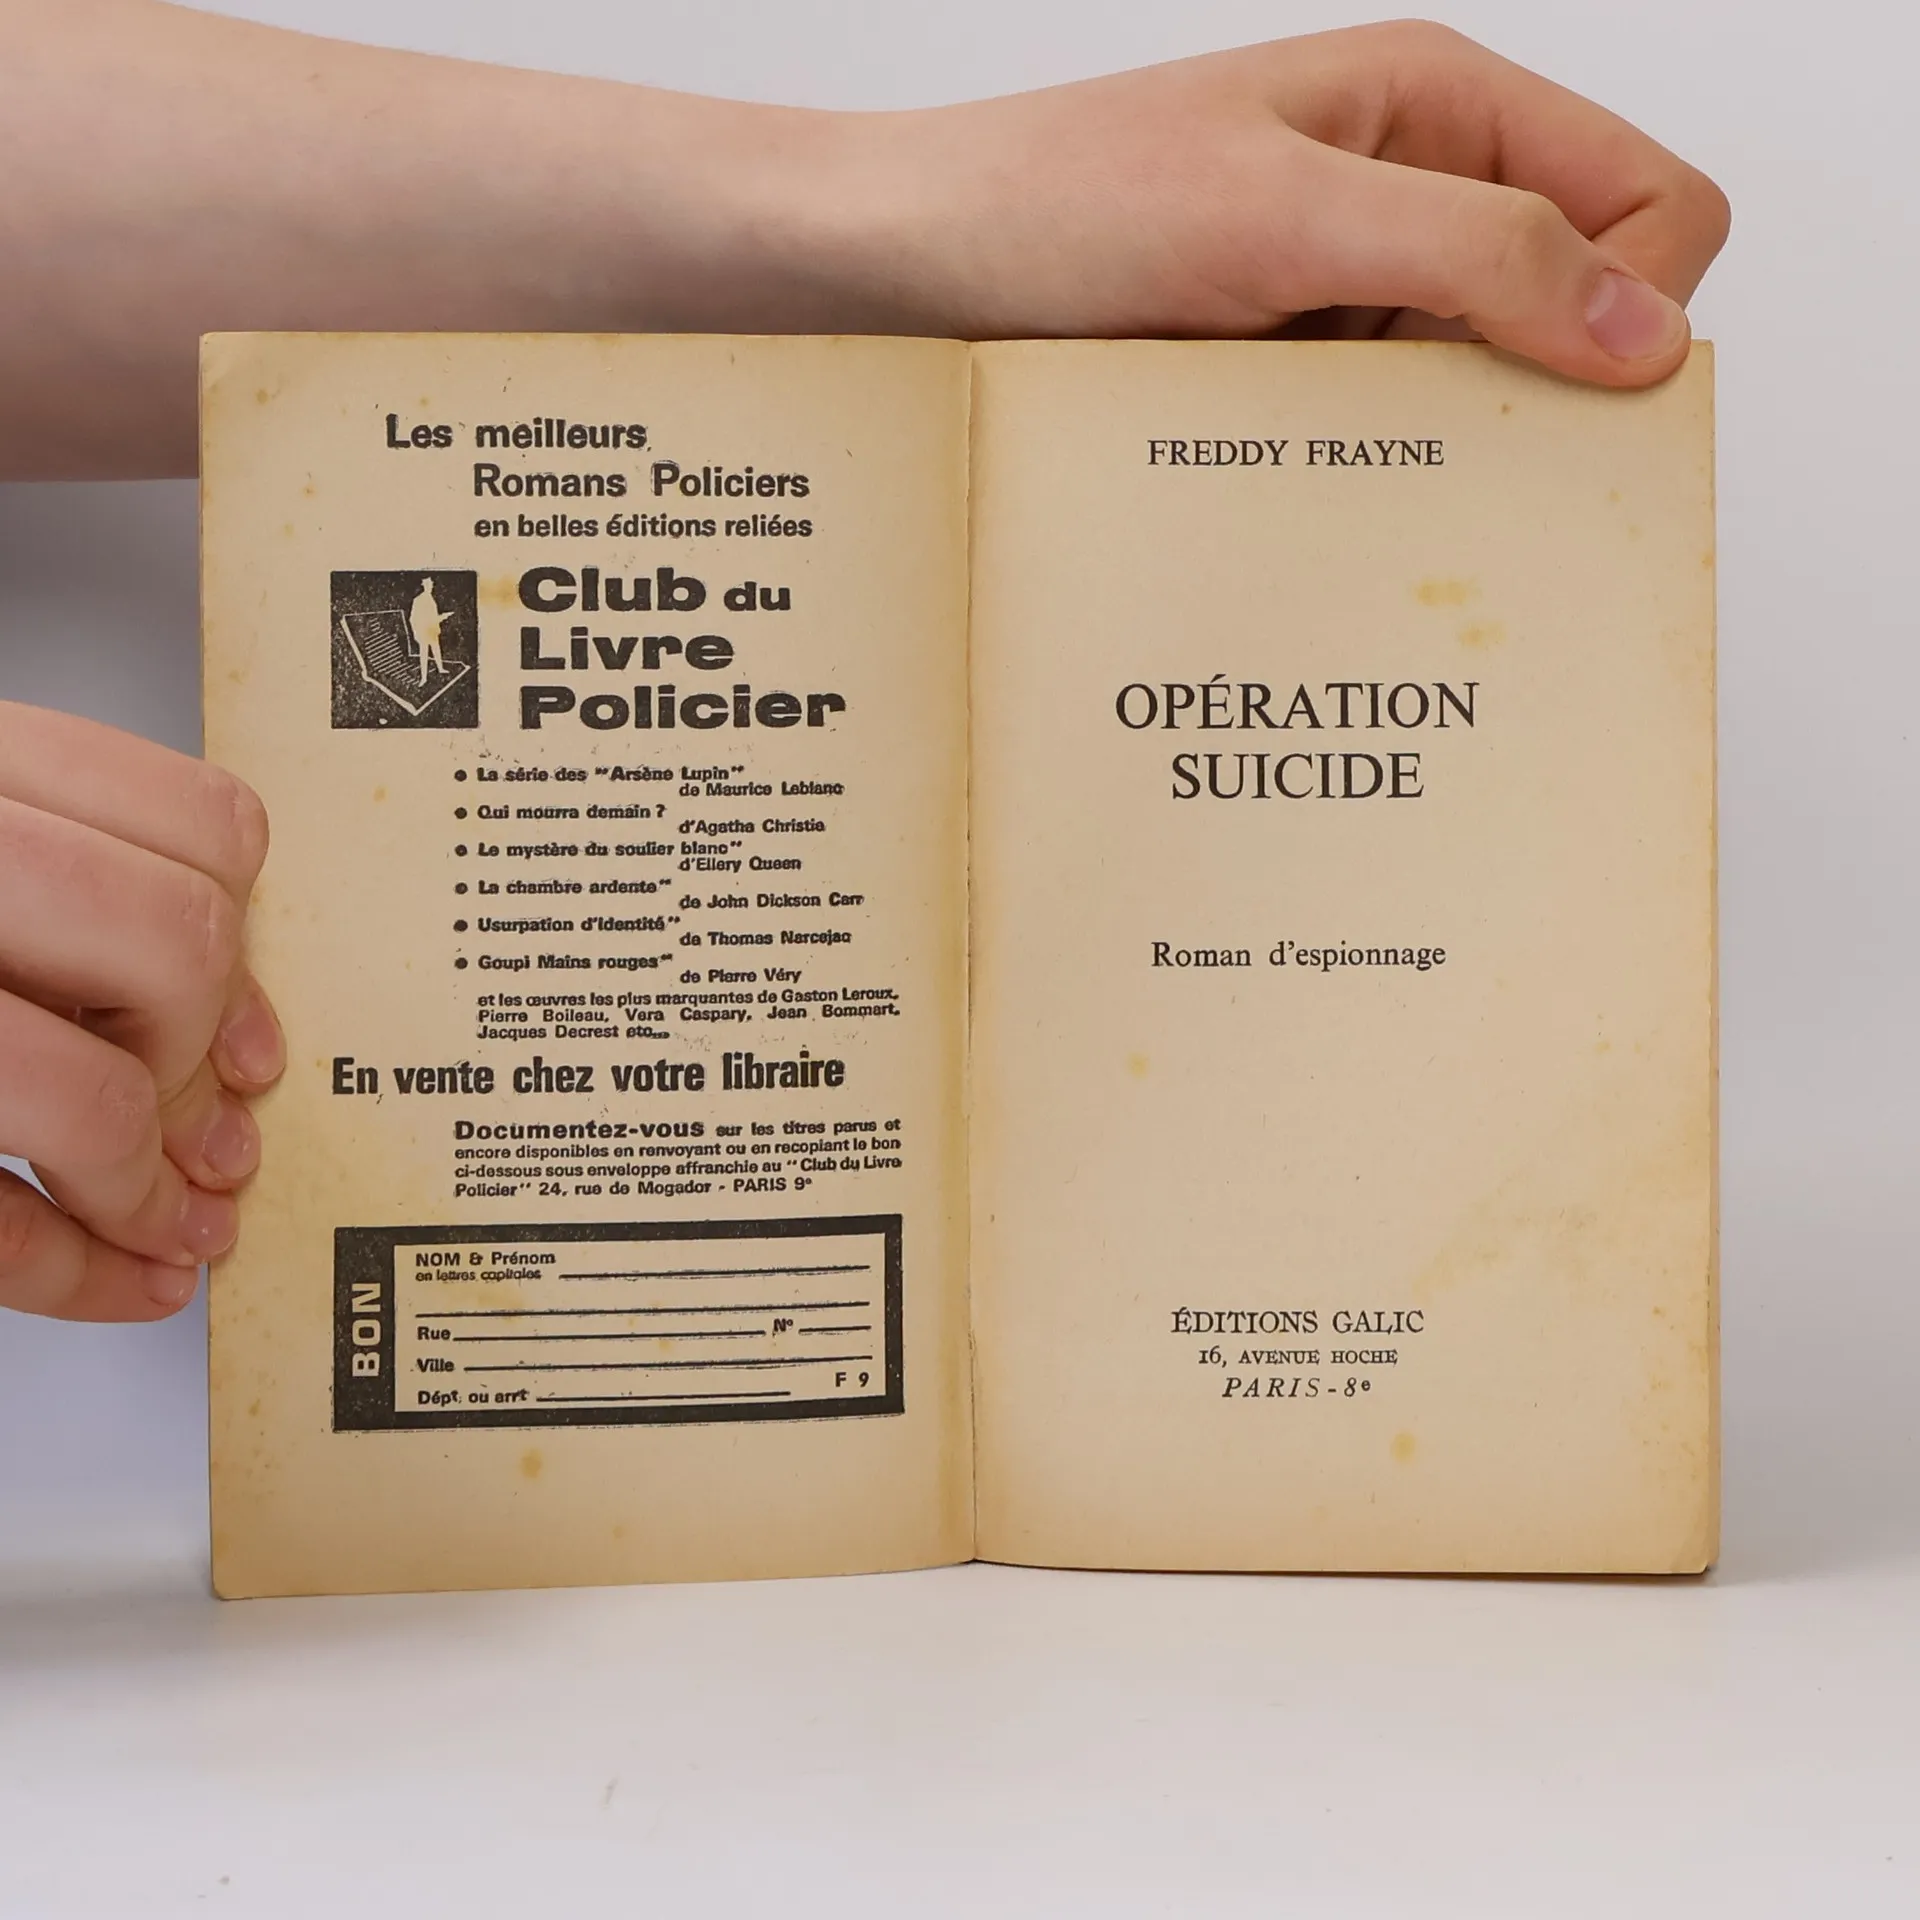 Les meilleurs
Romans Policiers
en belles éditions reliées
Club du
Livre
Policier
• La série des "Arsène Lupin"
de Maurice Leblanc
• Qui mourra demain ?
d'Agatha Christie
• Le mystère du soulier blanc"
d'Ellery Queen
• La chambre ardente"
de John Dickson Carr
• Usurpation d'identité"
de Thomas Narcejac
• Goupi Mains rouges"
de Pierre Véry
et les œuvres les plus marquantes de Gaston Leroux,
Pierre Boileau, Vera Caspary, Jean Bommart,
Jacques Decrest etc...
En vente chez votre libraire
Documentez-vous sur les titres parus et
encore disponibles en renvoyant ou en recopiant le bon
ci-dessous sous enveloppe affranchie au "Club du Livre
Policier" 24, rue de Mogador - PARIS 9e
BON
NOM & Prénom
en lettres capitales
Rue Nº
Ville
F 9
Dépt. ou arrt
FREDDY FRAYNE
OPÉRATION
SUICIDE
Roman d'espionnage
ÉDITIONS GALIC
16, AVENUE HOCHE
PARIS - 8e